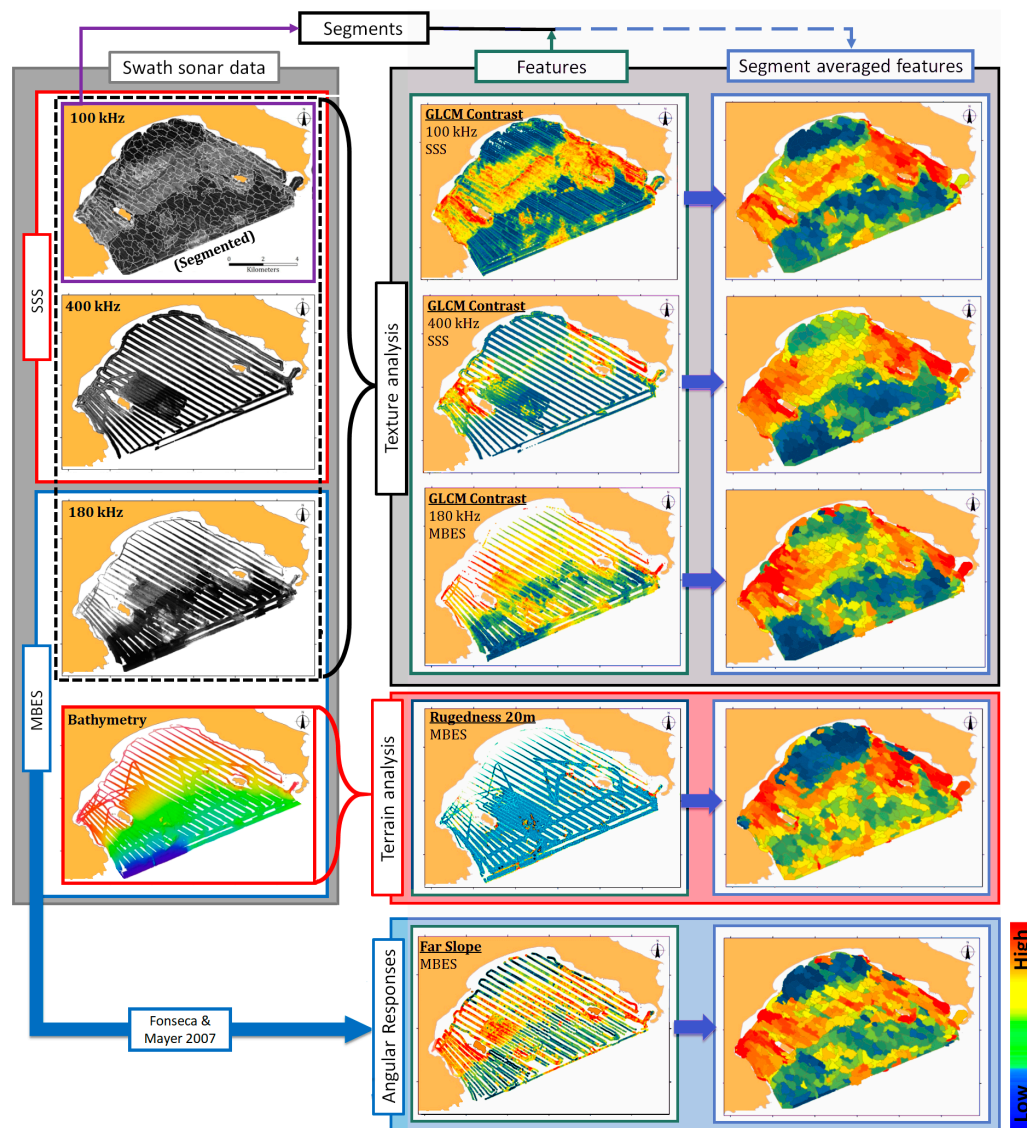 Segments
Swath sonar data
Features
Segment averaged features
100 kHz
(Segmented)
0 2 4
Kilometers
SSS
400 kHz
180 kHz
MBES
Bathymetry
Texture analysis
GLCM Contrast
100 kHz
SSS
GLCM Contrast
400 kHz
SSS
GLCM Contrast
180 kHz
MBES
Terrain analysis
Rugedness 20m
MBES
Fonseca &
Mayer 2007
Angular Responses
Far Slope
MBES
High
Low